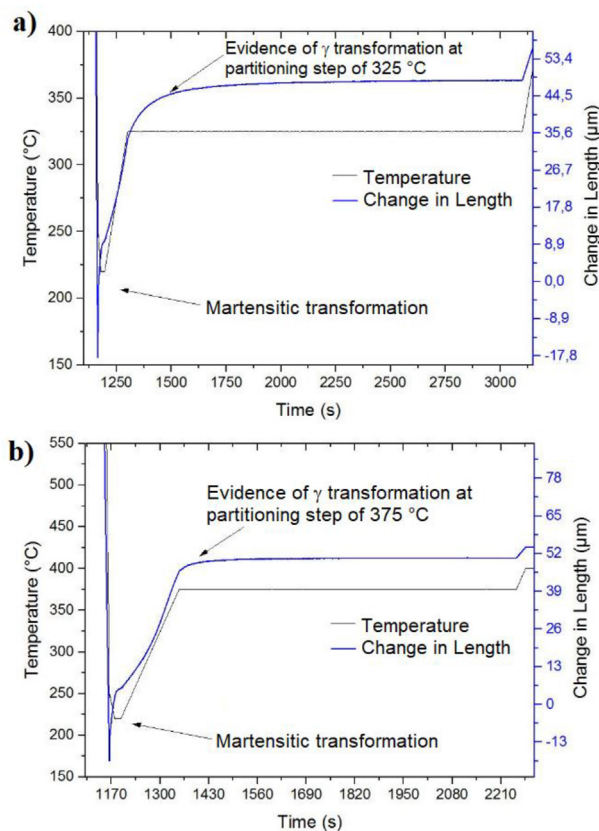 a)
Temperature (°C)
400
350
300
250
200
150
Evidence of γ transformation at
partitioning step of 325 °C
Temperature
Change in Length
Martensitic transformation
53,4
44,5
35,6
26,7
17,8
8,9
0,0
-8,9
-17,8
Change in Length (µm)
1250 1500 1750 2000 2250 2500 2750 3000
Time (s)
b)
Temperature (°C)
550
500
450
400
350
300
250
200
150
Evidence of γ transformation at
partitioning step of 375 °C
Temperature
Change in Length
Martensitic transformation
78
65
52
39
26
13
0
-13
Change in Length (µm)
1170 1300 1430 1560 1690 1820 1950 2080 2210
Time (s)